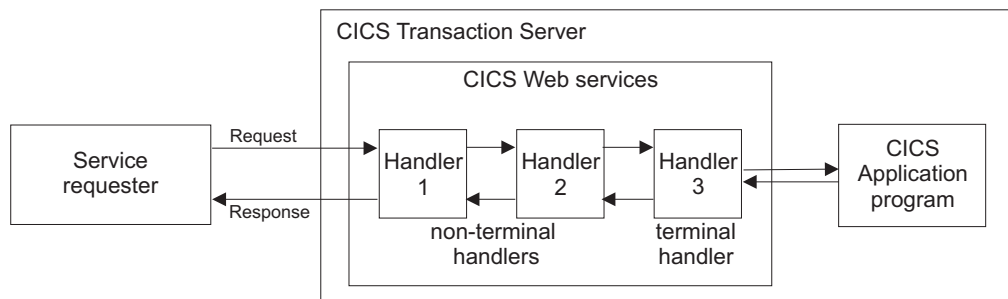 CICS Transaction Server
CICS Web services
Service
requester
Request
Response
Handler
1
Handler
2
Handler
3
non-terminal
handlers
terminal
handler
CICS
Application
program